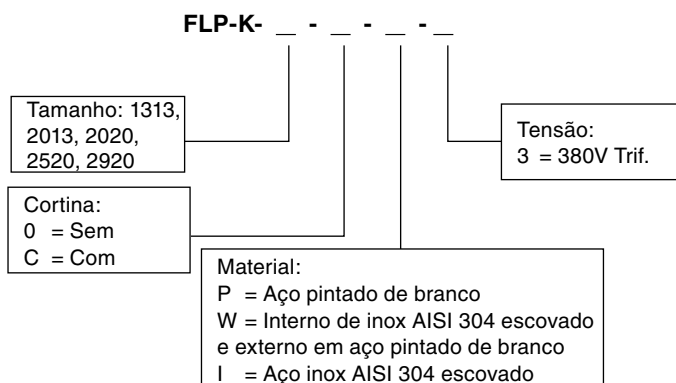 FLP-K- _ - _ - _ - _
Tamanho: 1313,
2013, 2020,
2520, 2920
Tensão:
3 = 380V Trif.
Cortina:
0 = Sem
C = Com
Material:
P = Aço pintado de branco
W = Interno de inox AISI 304 escovado
e externo em aço pintado de branco
I = Aço inox AISI 304 escovado